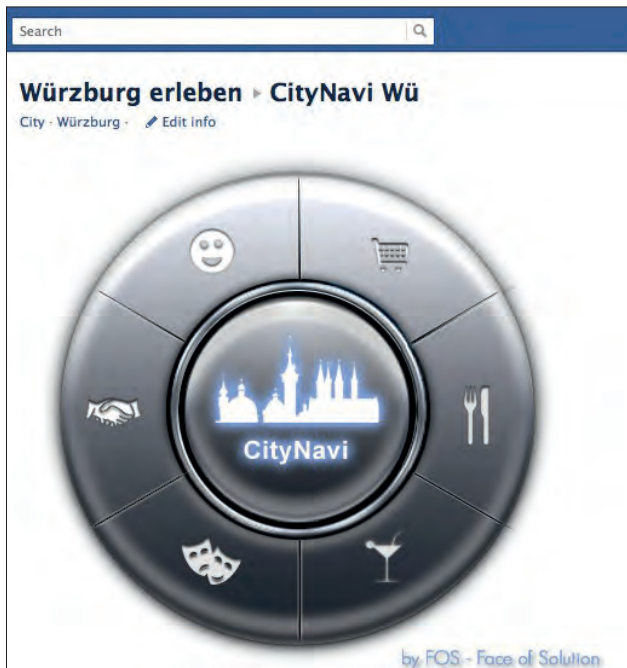 Search
Würzburg erleben ▸ CityNavi Wü
City · Würzburg · Edit info
CityNavi
by FOS - Face of Solution